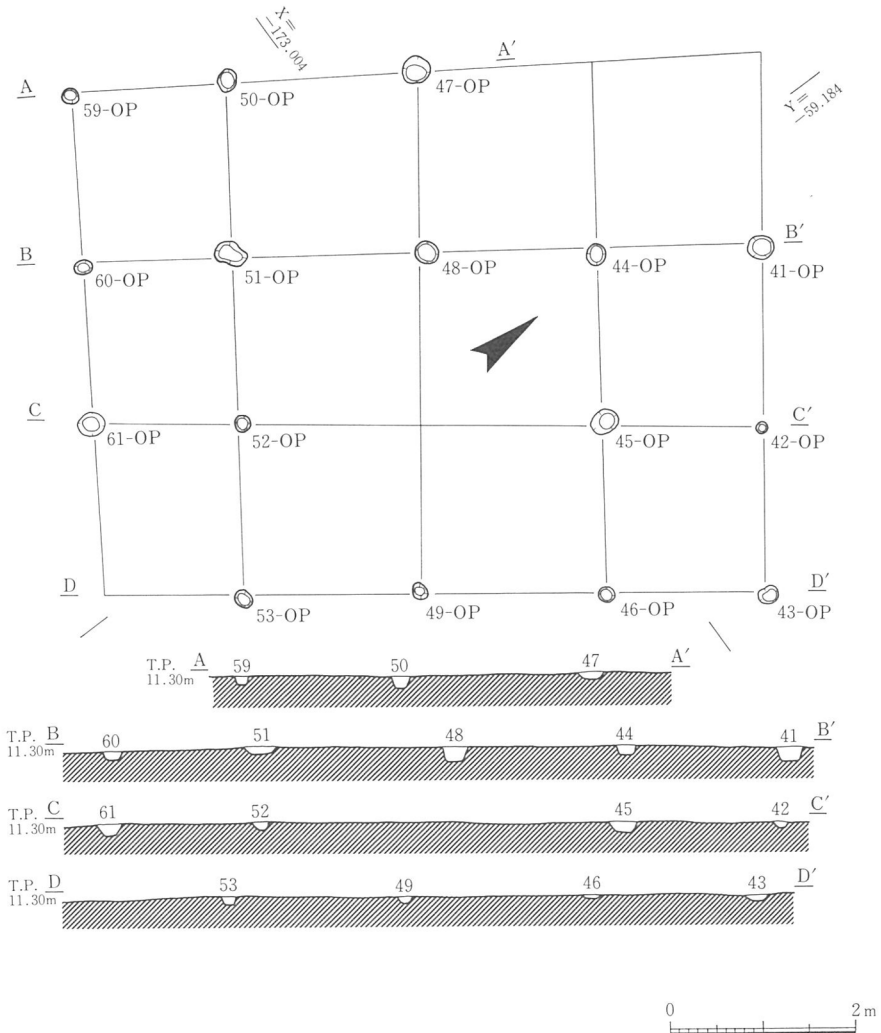 X=
-173.004
A′
A
59-OP
50-OP
47-OP
Y=
-59.184
B
60-OP
51-OP
48-OP
44-OP
B′
41-OP
C
61-OP
52-OP
45-OP
C′
42-OP
D
53-OP
49-OP
46-OP
D′
43-OP
T.P. A 59 50 47 A′
11.30m
T.P. B 60 51 48 44 41 B′
11.30m
T.P. C 61 52 45 42 C′
11.30m
T.P. D 53 49 46 43 D′
11.30m
0 2m